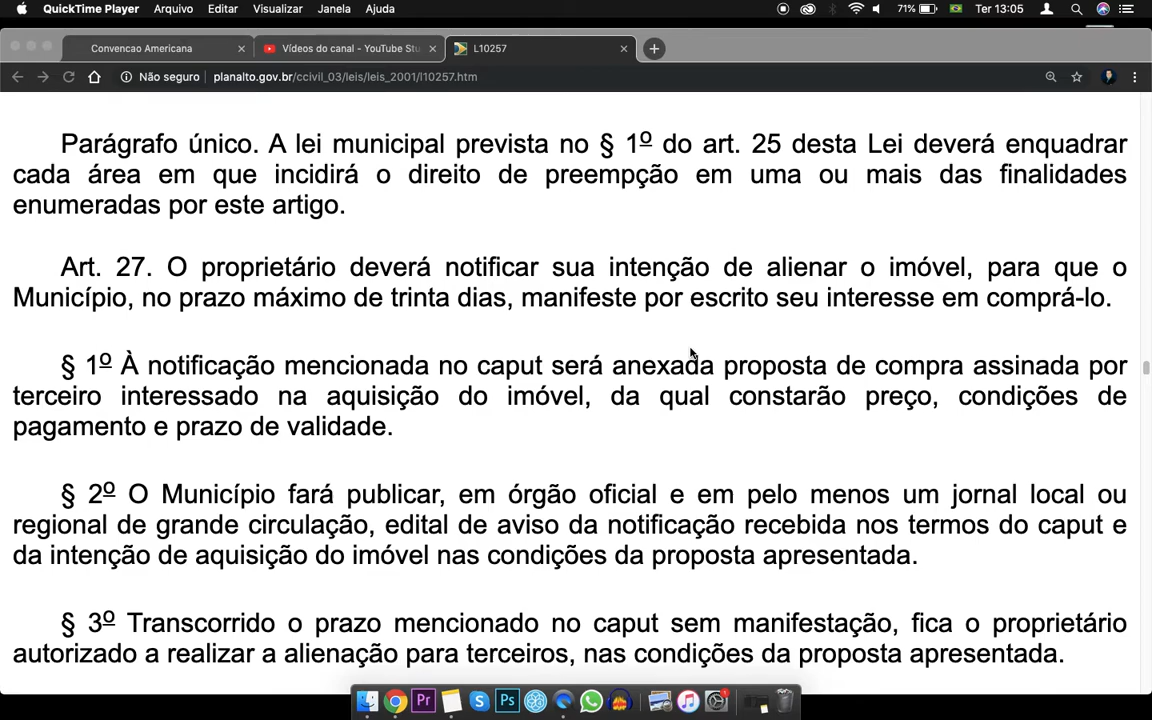 QuickTime Player Arquivo Editar Visualizar Janela Ajuda 71% Ter 13:05
Convencao Americana Vídeos do canal - YouTube Stu L10257
Não seguro planalto.gov.br/ccivil_03/leis/leis_2001/l10257.htm
Parágrafo único. A lei municipal prevista no § 1º do art. 25 desta Lei deverá enquadrar
cada área em que incidirá o direito de preempção em uma ou mais das finalidades
enumeradas por este artigo.
Art. 27. O proprietário deverá notificar sua intenção de alienar o imóvel, para que o
Município, no prazo máximo de trinta dias, manifeste por escrito seu interesse em comprá-lo.
§ 1º À notificação mencionada no caput será anexada proposta de compra assinada por
terceiro interessado na aquisição do imóvel, da qual constarão preço, condições de
pagamento e prazo de validade.
§ 2º O Município fará publicar, em órgão oficial e em pelo menos um jornal local ou
regional de grande circulação, edital de aviso da notificação recebida nos termos do caput e
da intenção de aquisição do imóvel nas condições da proposta apresentada.
§ 3º Transcorrido o prazo mencionado no caput sem manifestação, fica o proprietário
autorizado a realizar a alienação para terceiros, nas condições da proposta apresentada.
Pr Ps